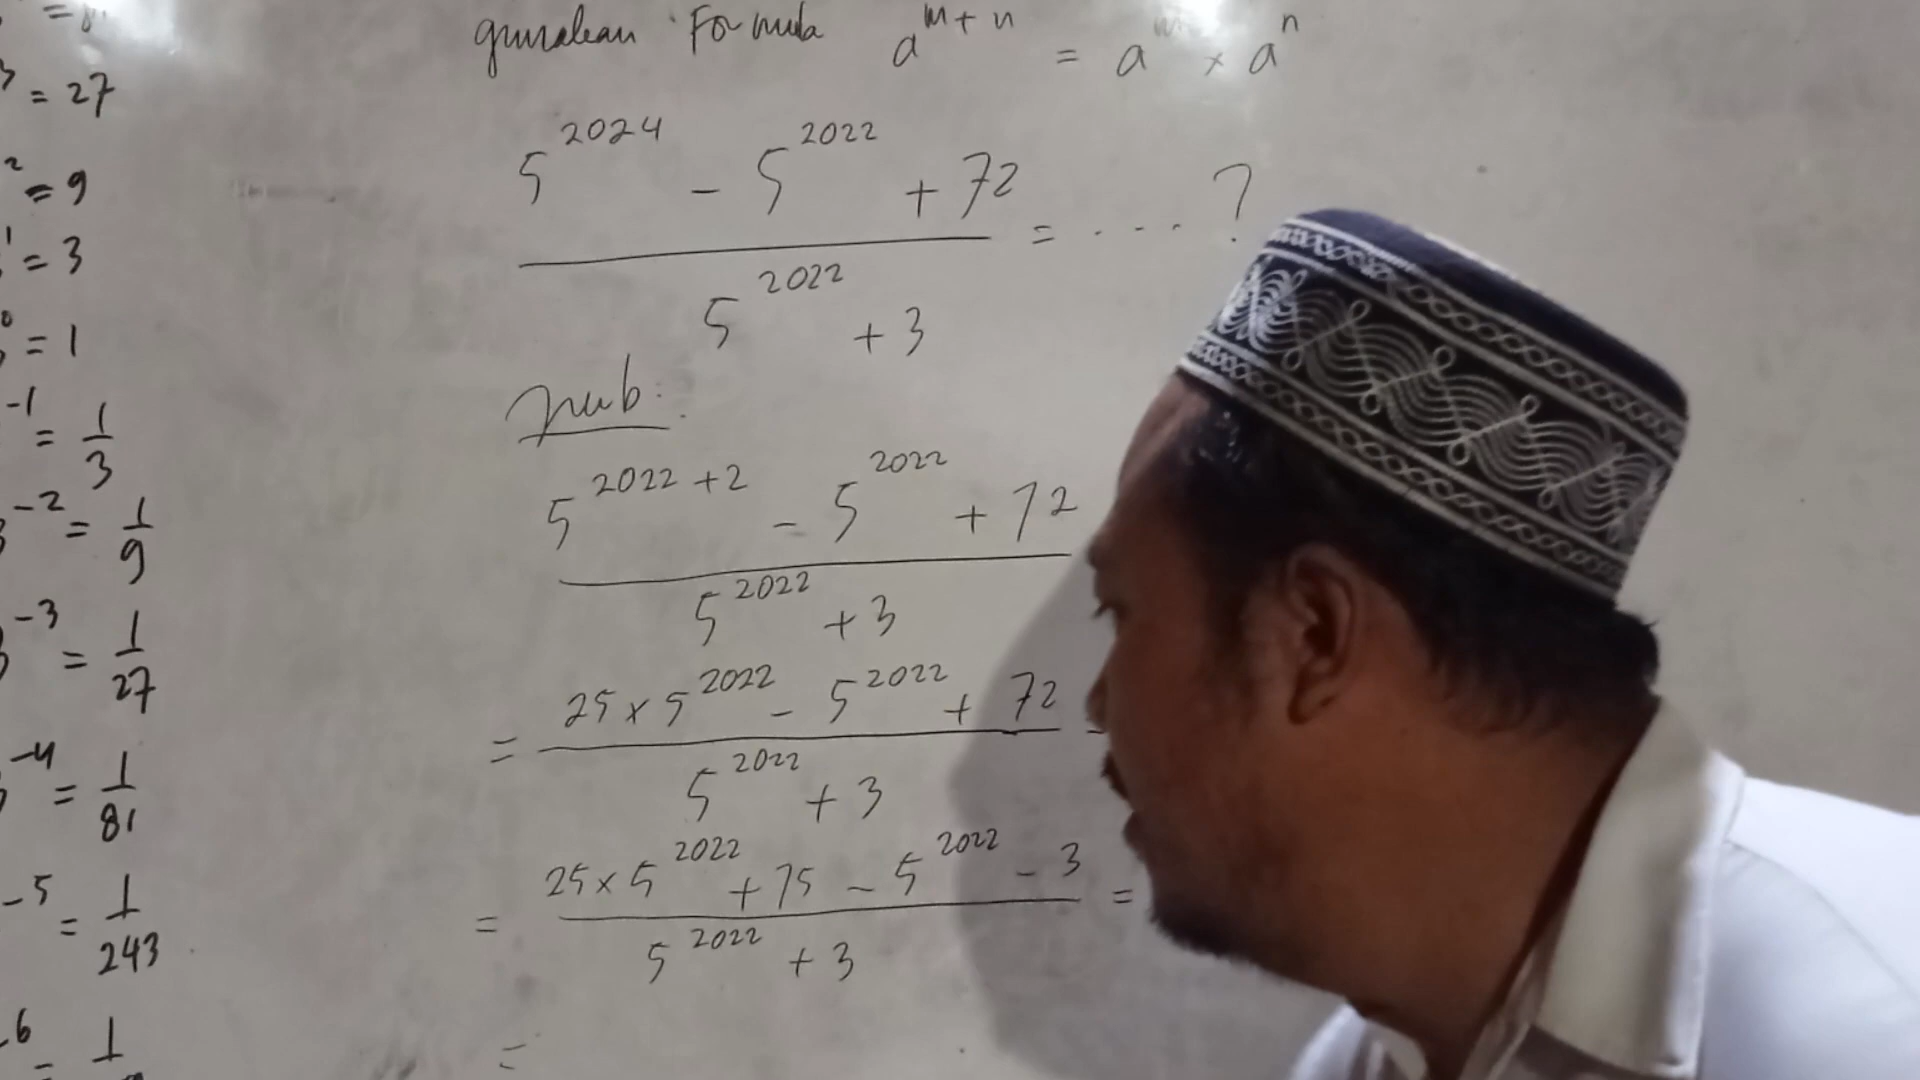 = 27
= 9
= 3
= 1
-1 = 1/3
-2 = 1/9
-3 = 1/27
-4 = 1/81
-5 = 1/243
gunakan Formula a^{m+n} = a^m × a^n
5^{2024} - 5^{2022} + 72
= .... ?
5^{2022} + 3
5^{2022+2} - 5^{2022} + 72
5^{2022} + 3
= 25 × 5^{2022} - 5^{2022} + 72
5^{2022} + 3
= 25 × 5^{2022} + 75 - 5^{2022} - 3 =
5^{2022} + 3
=